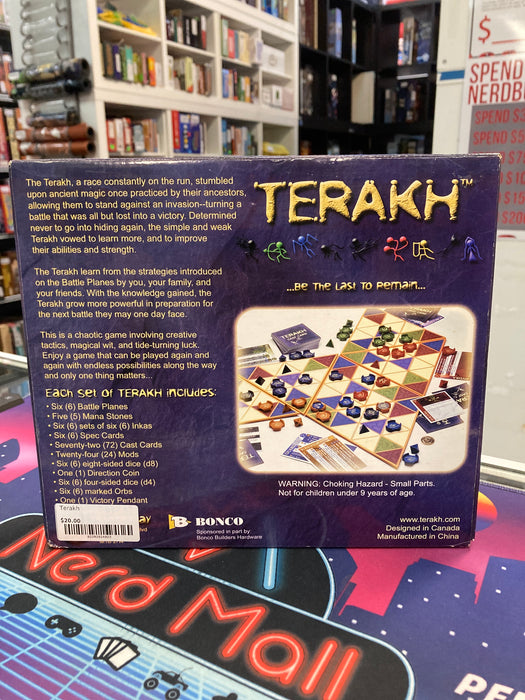 $
SPEND
NERDB
SPEND $
SPEND $
The Terakh, a race constantly on the run, stumbled
upon ancient magic once practiced by their ancestors,
allowing them to stand against an invasion--turning a
battle that was all but lost into a victory. Determined
never to go into hiding again, the simple and weak
Terakh vowed to learn more, and to improve
their abilities and strength.
The Terakh learn from the strategies introduced
on the Battle Planes by you, your family, and
your friends. With the knowledge gained, the
Terakh grow more powerful in preparation for
the next battle they may one day face.
This is a chaotic game involving creative
tactics, magical wit, and tide-turning luck.
Enjoy a game that can be played again and
again with endless possibilities along the way
and only one thing matters...
Each set of TERAKH includes:
• Six (6) Battle Planes
• Five (5) Mana Stones
• Six (6) sets of six (6) Inkas
• Six (6) Spec Cards
• Seventy-two (72) Cast Cards
• Twenty-four (24) Mods
• Six (6) eight-sided dice (d8)
• One (1) Direction Coin
• Six (6) four-sided dice (d4)
• Six (6) marked Orbs
• One (1) Victory Pendant
TERAKH™
...Be the Last to Remain...
TERAKH
WARNING: Choking Hazard - Small Parts.
Not for children under 9 years of age.
Terakh
$20.00
ay
B BONCO
Sponsored in part by:
Bonco Builders Hardware
www.terakh.com
Designed in Canada
Manufactured in China
Nerd Mall
PE